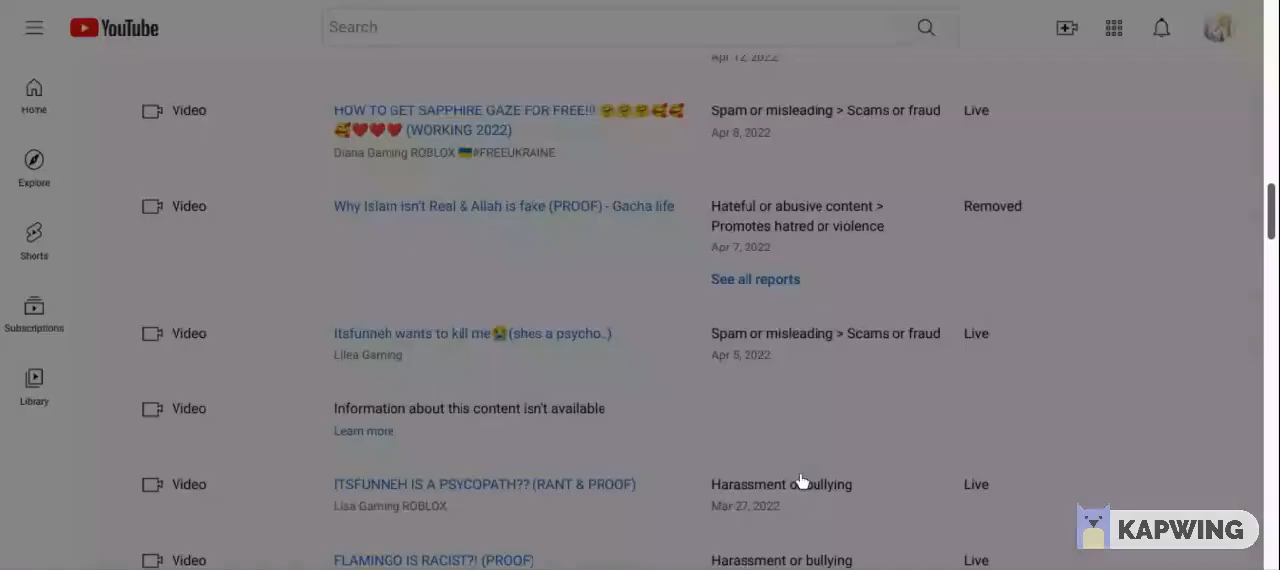 YouTube
Search
Apr 12, 2022
Home
Explore
Shorts
Subscriptions
Library
Video
HOW TO GET SAPPHIRE GAZE FOR FREE!!! 🤗🤗🤗🥰🥰
🥰❤️❤️❤️ (WORKING 2022)
Diana Gaming ROBLOX 🇺🇦#FREEUKRAINE
Spam or misleading > Scams or fraud
Apr 8, 2022
Live
Video
Why Islam isn't Real & Allah is fake (PROOF) - Gacha life
Hateful or abusive content >
Promotes hatred or violence
Apr 7, 2022
See all reports
Removed
Video
Itsfunneh wants to kill me😭(shes a psycho..)
Lilea Gaming
Spam or misleading > Scams or fraud
Apr 5, 2022
Live
Video
Information about this content isn't available
Learn more
Video
ITSFUNNEH IS A PSYCOPATH?? (RANT & PROOF)
Lisa Gaming ROBLOX
Harassment or bullying
Mar 27, 2022
Live
Video
FLAMINGO IS RACIST?! (PROOF)
Harassment or bullying
Live
KAPWING